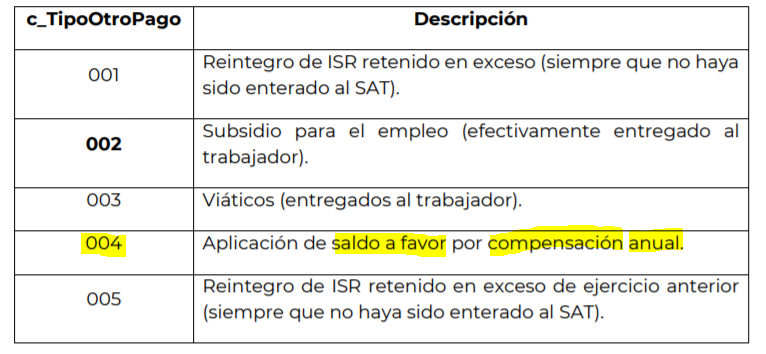 c_TipoOtroPago Descripción
001 Reintegro de ISR retenido en exceso (siempre que no haya
sido enterado al SAT).
002 Subsidio para el empleo (efectivamente entregado al
trabajador).
003 Viáticos (entregados al trabajador).
004 Aplicación de saldo a favor por compensación anual.
005 Reintegro de ISR retenido en exceso de ejercicio anterior
(siempre que no haya sido enterado al SAT).